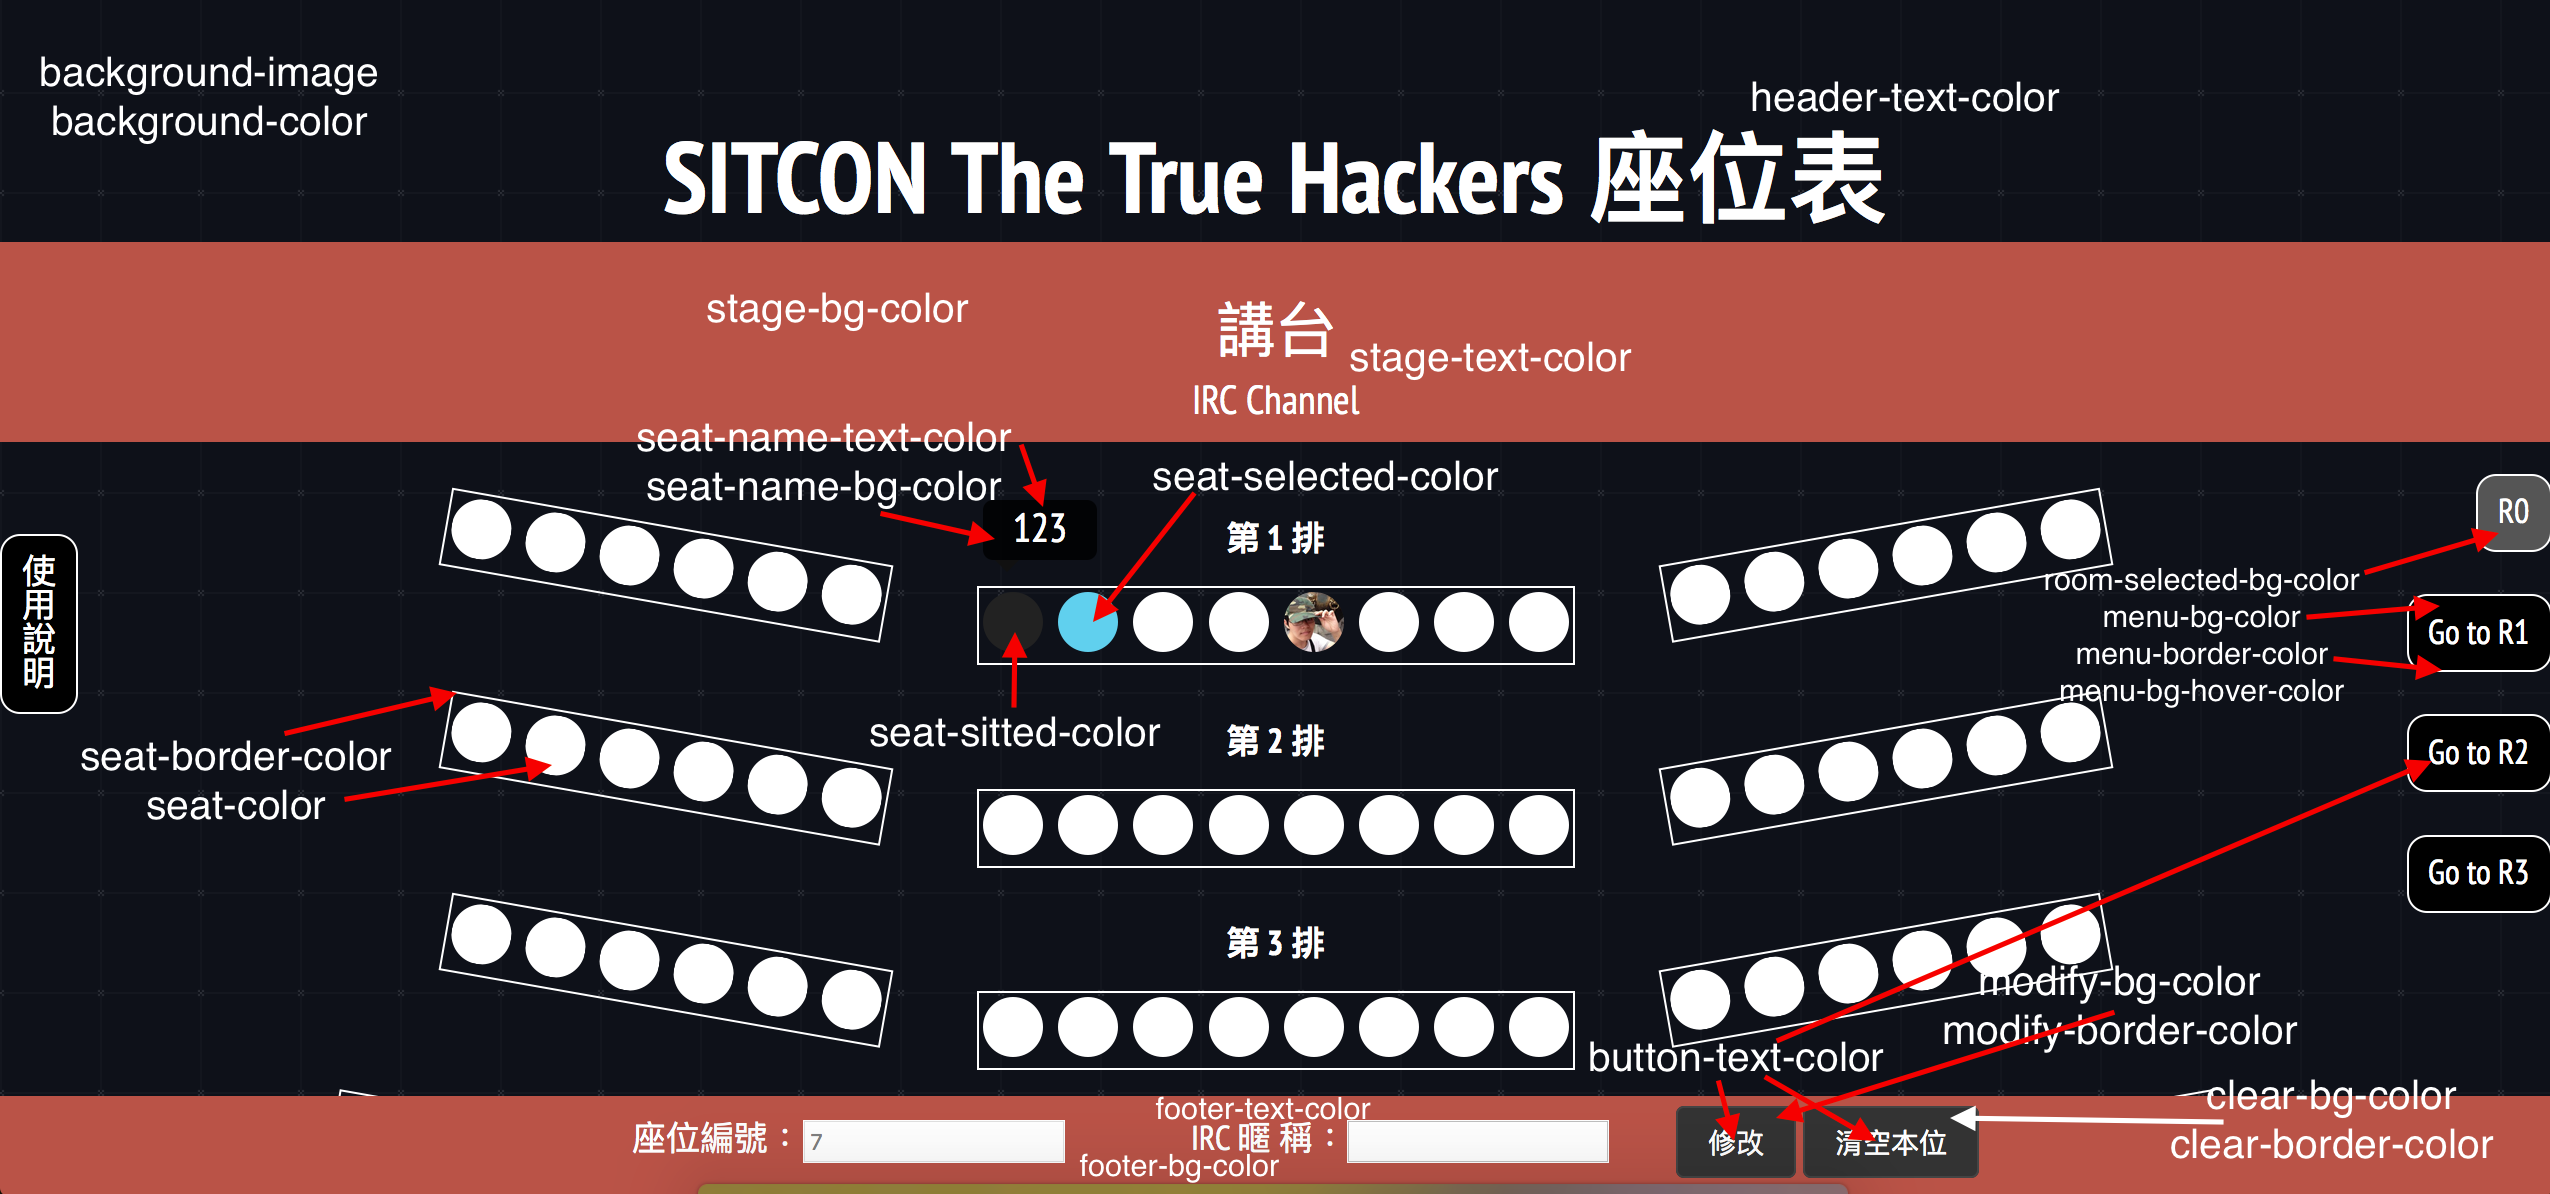 background-image
background-color
header-text-color
SITCON The True Hackers 座位表
stage-bg-color
講台
stage-text-color
IRC Channel
seat-name-text-color
seat-name-bg-color
seat-selected-color
123
第 1 排
R0
使用說明
room-selected-bg-color
menu-bg-color
Go to R1
menu-border-color
menu-bg-hover-color
seat-sitted-color
第 2 排
seat-border-color
seat-color
Go to R2
Go to R3
第 3 排
modify-bg-color
modify-border-color
button-text-color
clear-bg-color
clear-border-color
footer-text-color
座位編號：
7
IRC 暱 稱：
修改
清空本位
footer-bg-color